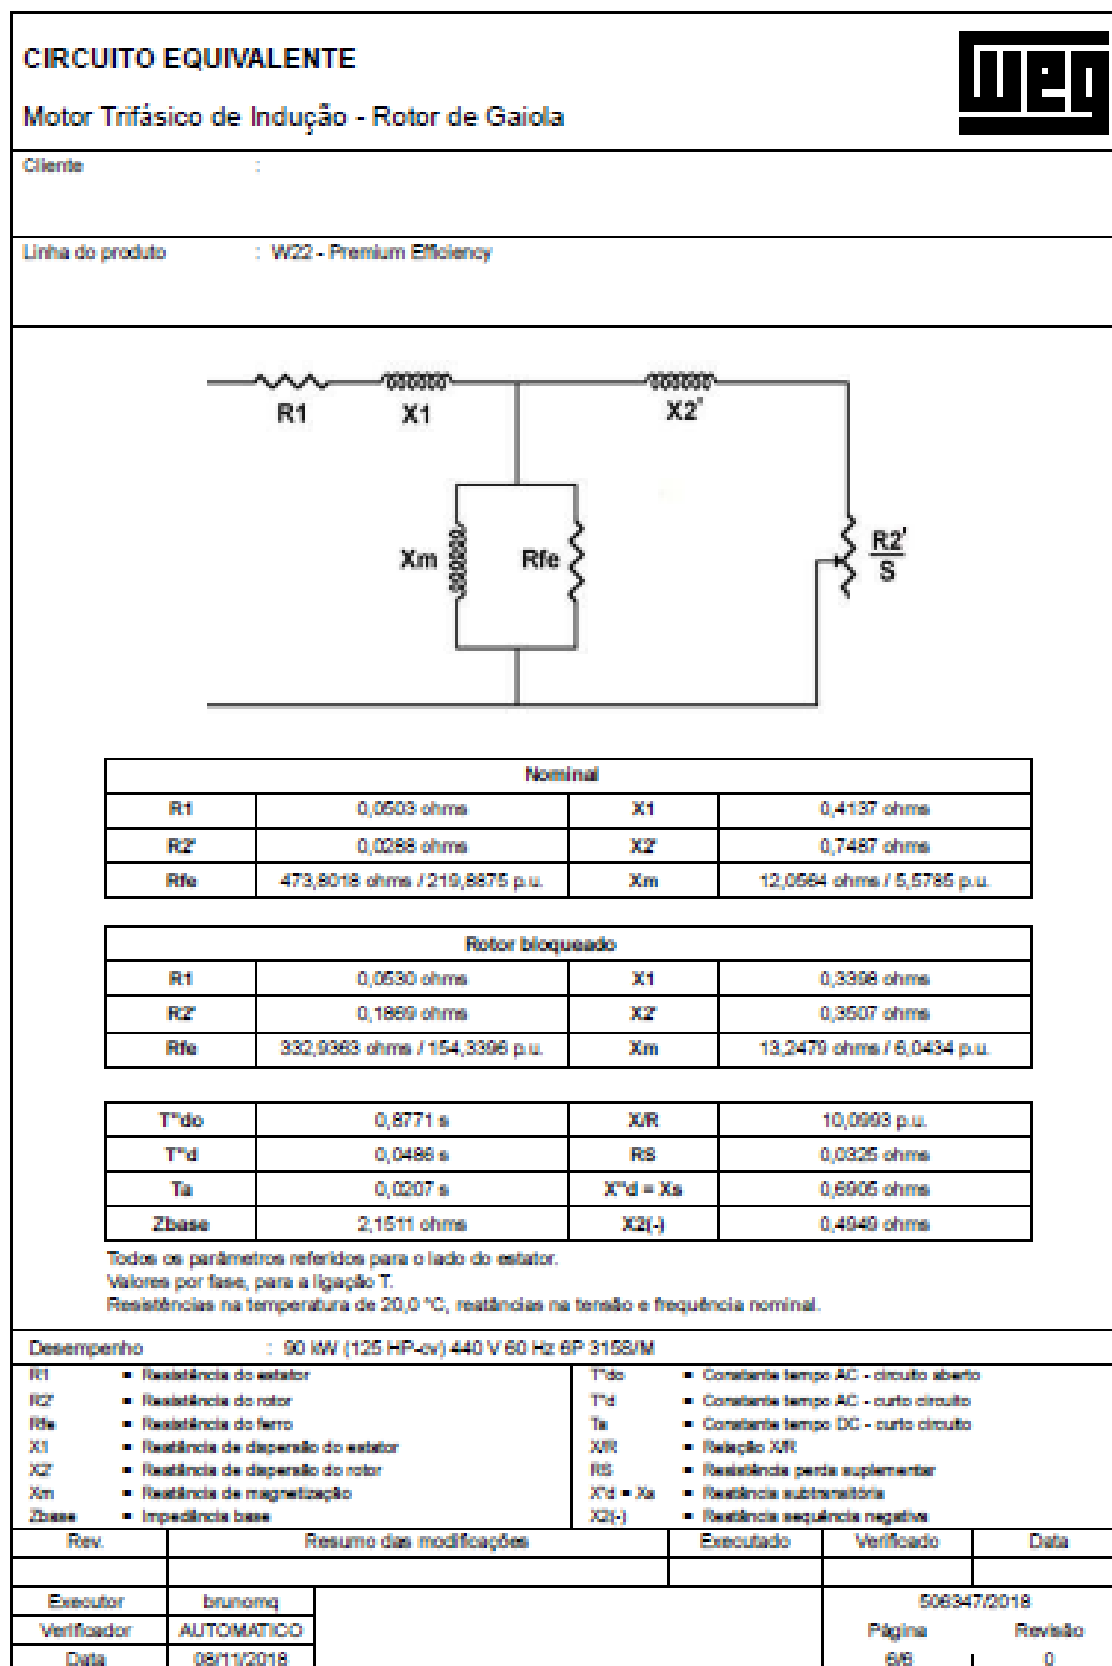 CIRCUITO EQUIVALENTE
weg
Motor Trifásico de Indução - Rotor de Gaiola
Cliente :
Linha do produto : W22 - Premium Efficiency
R1 X1 X2'
Xm Rfe R2'
S
Nominal
R1 0,0503 ohms X1 0,4137 ohms
R2' 0,0288 ohms X2' 0,7487 ohms
Rfe 473,8018 ohms / 219,8875 p.u. Xm 12,0564 ohms / 5,5785 p.u.
Rotor bloqueado
R1 0,0530 ohms X1 0,3398 ohms
R2' 0,1869 ohms X2' 0,3507 ohms
Rfe 332,9363 ohms / 154,3396 p.u. Xm 13,2479 ohms / 6,0434 p.u.
T"do 0,8771 s X/R 10,0993 p.u.
T"d 0,0486 s RS 0,0325 ohms
Ta 0,0207 s X"d = Xs 0,6905 ohms
Zbase 2,1511 ohms X2(-) 0,4949 ohms
Todos os parâmetros referidos para o lado do estator.
Valores por fase, para a ligação T.
Resistências na temperatura de 20,0 °C, reatâncias na tensão e frequência nominal.
Desempenho : 90 kW (125 HP-cv) 440 V 60 Hz 6P 315S/M
R1 = Resistência do estator T"do = Constante tempo AC - circuito aberto
R2' = Resistência do rotor T"d = Constante tempo AC - curto circuito
Rfe = Resistência do ferro Ta = Constante tempo DC - curto circuito
X1 = Reatância de dispersão do estator X/R = Relação X/R
X2' = Reatância de dispersão do rotor RS = Resistência perda suplementar
Xm = Reatância de magnetização X"d = Xs = Reatância subtransitória
Zbase = Impedância base X2(-) = Reatância sequência negativa
Rev. Resumo das modificações Executado Verificado Data
Executor brunomq 506347/2018
Verificador AUTOMATICO Página Revisão
Data 08/11/2018 6/6 0